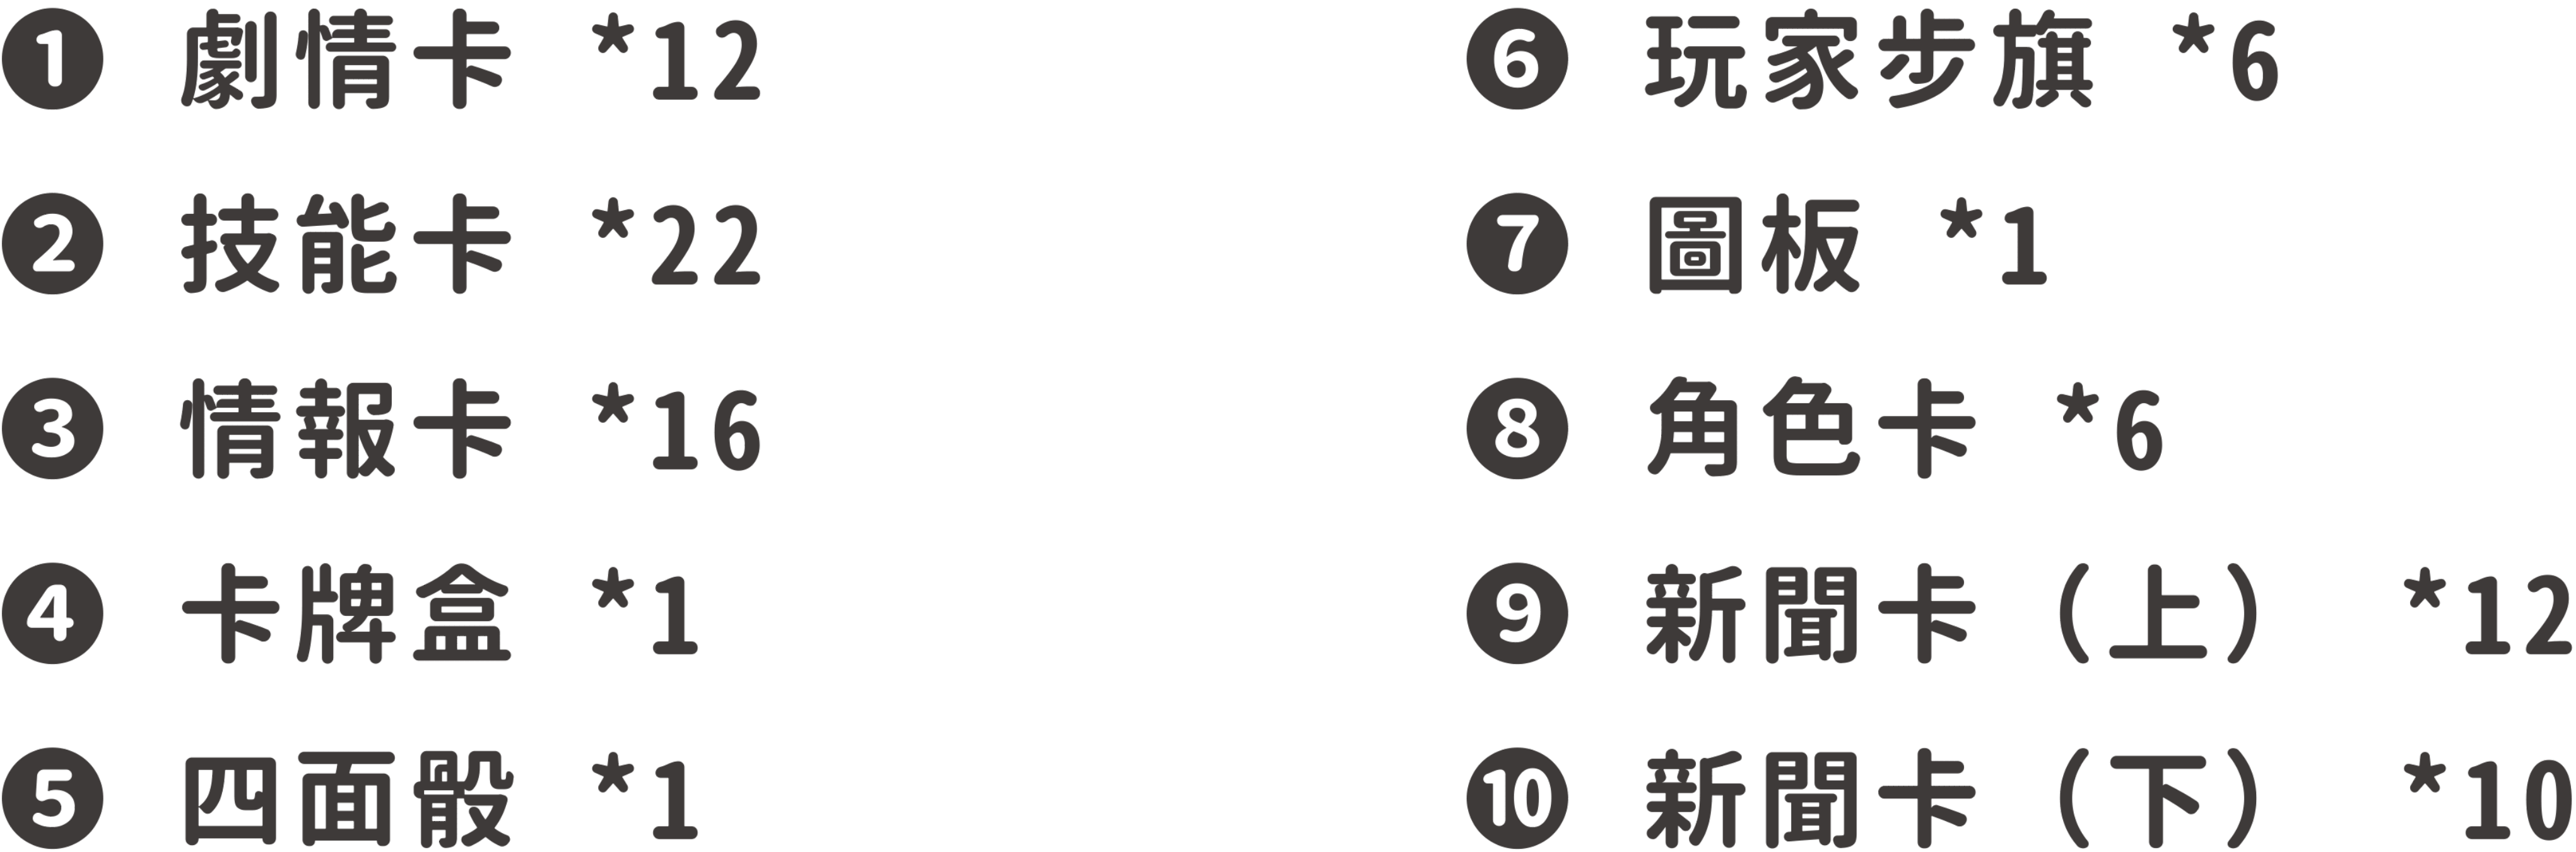 ❶ 劇情卡 *12
❷ 技能卡 *22
❸ 情報卡 *16
❹ 卡牌盒 *1
❺ 四面骰 *1
❻ 玩家步旗 *6
❼ 圖板 *1
❽ 角色卡 *6
❾ 新聞卡（上） *12
❿ 新聞卡（下） *10